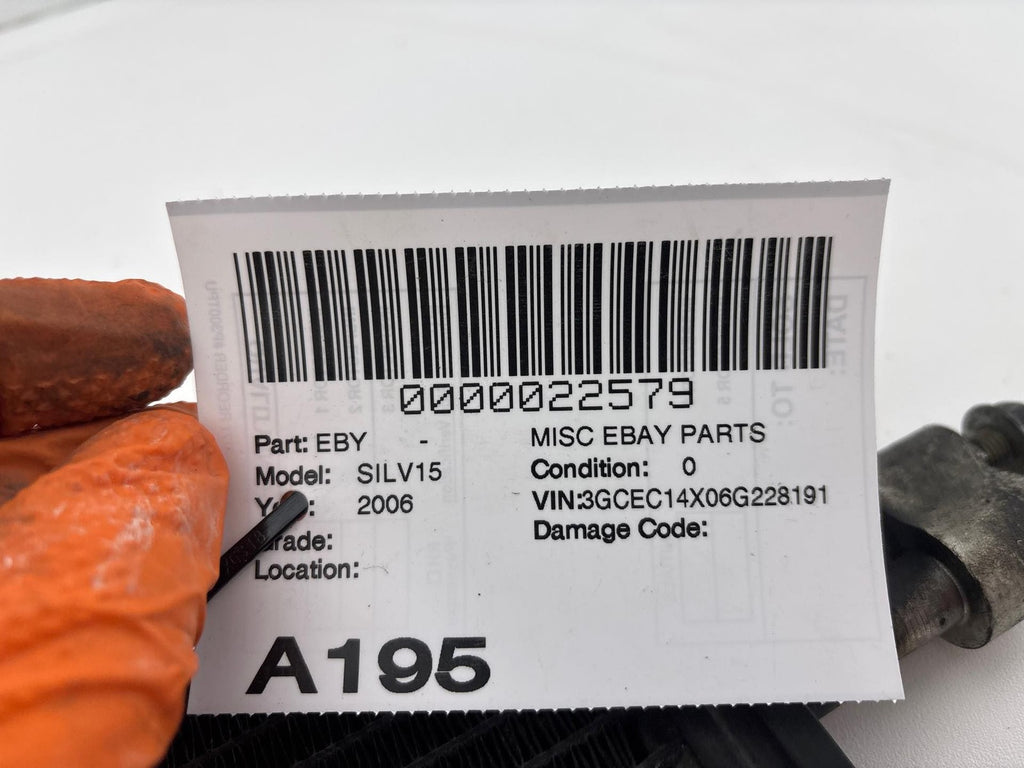 0000022579
Part: EBY - MISC EBAY PARTS
Model: SILV15 Condition: 0
2006 VIN:3GCEC14X06G228191
Damage Code:
Location:
A195